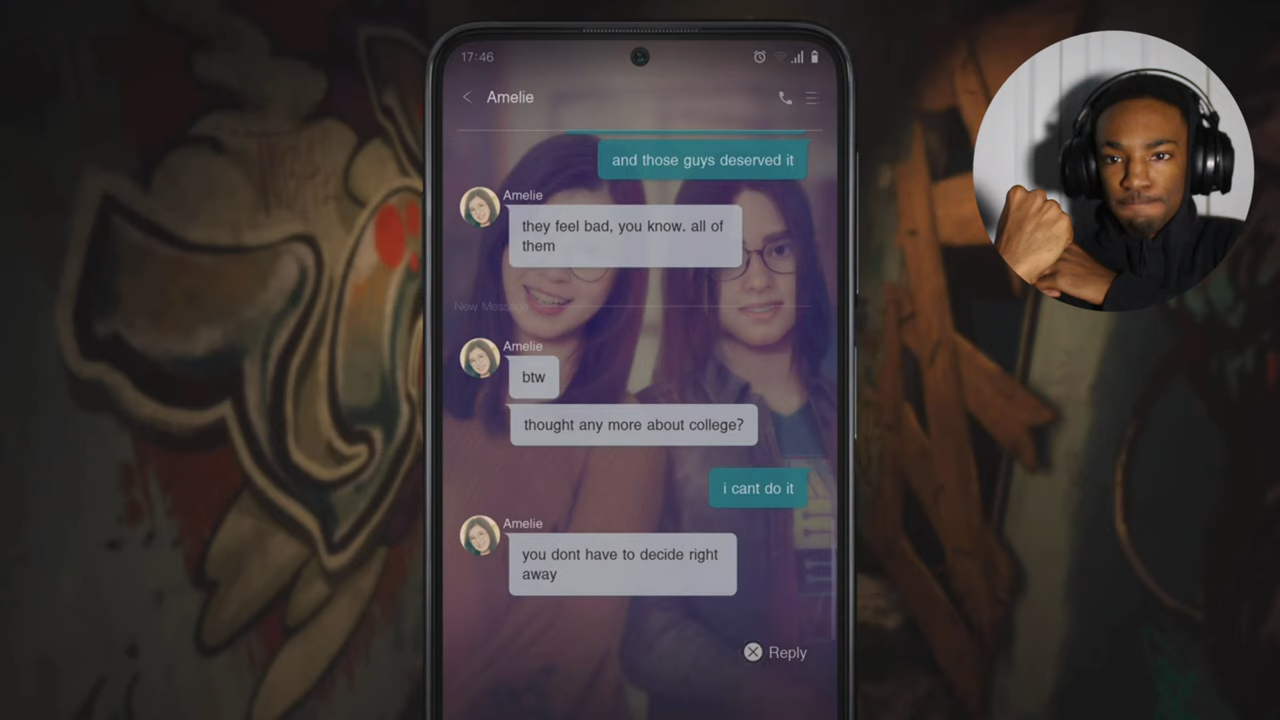 17:46
Amelie
and those guys deserved it
Amelie
they feel bad, you know. all of
them
New Message
Amelie
btw
thought any more about college?
i cant do it
Amelie
you dont have to decide right
away
Reply